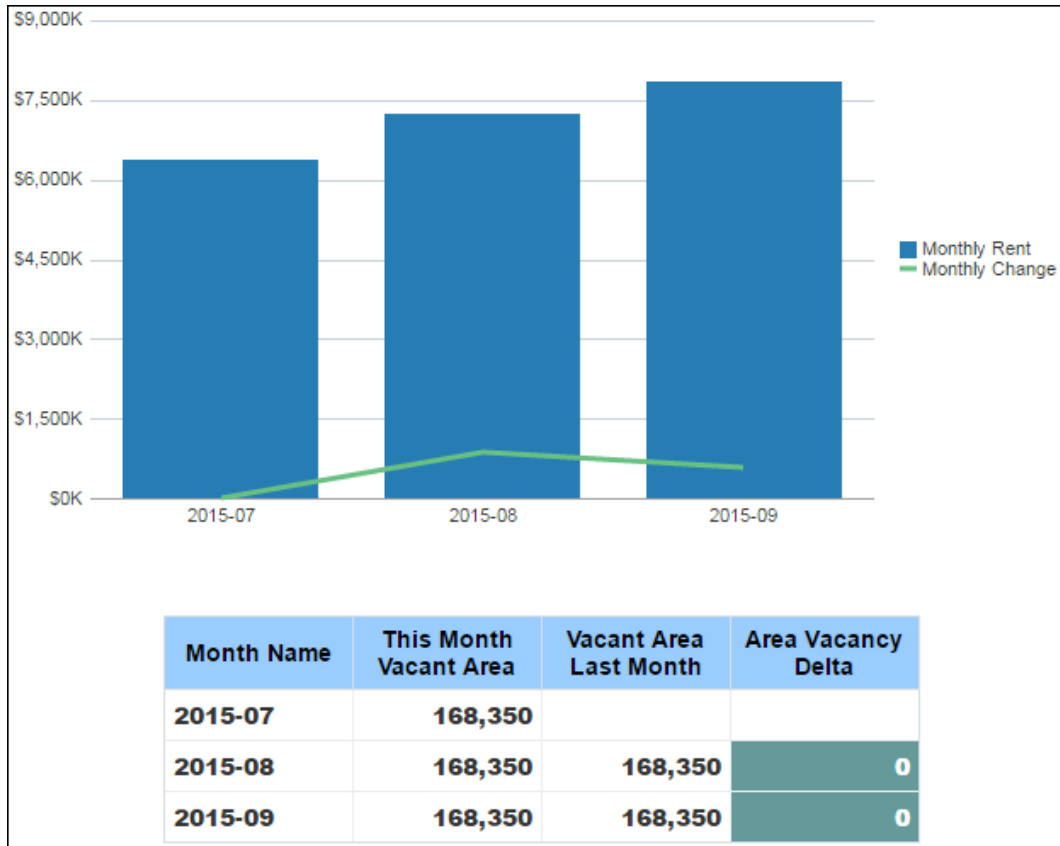 $9,000K
$7,500K
$6,000K
$4,500K
$3,000K
$1,500K
$0K
2015-07 2015-08 2015-09
Monthly Rent
Monthly Change
Month Name This Month Vacant Area Vacant Area Last Month Area Vacancy Delta
2015-07 168,350
2015-08 168,350 168,350 0
2015-09 168,350 168,350 0